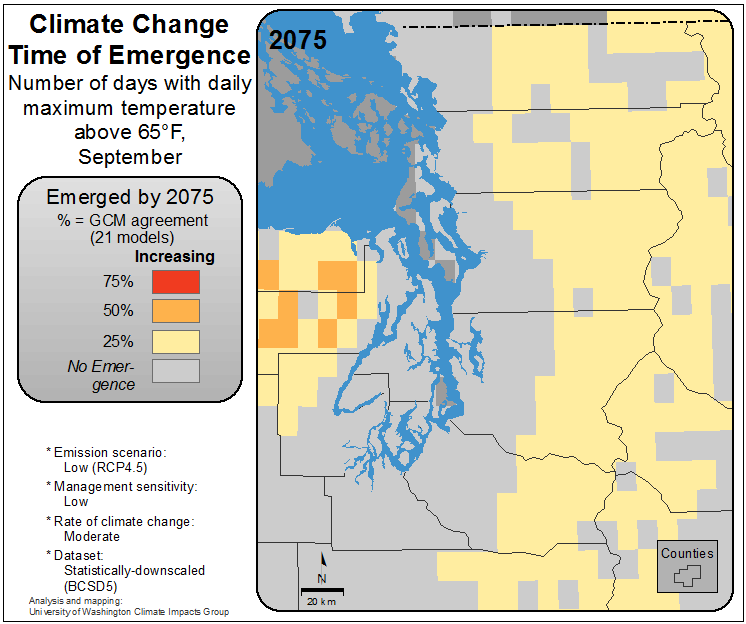 Climate Change
Time of Emergence
Number of days with daily
maximum temperature
above 65°F,
September
Emerged by 2075
% = GCM agreement
(21 models)
Increasing
75%
50%
25%
No Emer-
gence
* Emission scenario:
Low (RCP4.5)
* Management sensitivity:
Low
* Rate of climate change:
Moderate
* Dataset:
Statistically-downscaled
(BCSD5)
Analysis and mapping:
University of Washington Climate Impacts Group
2075
N
20 km
Counties